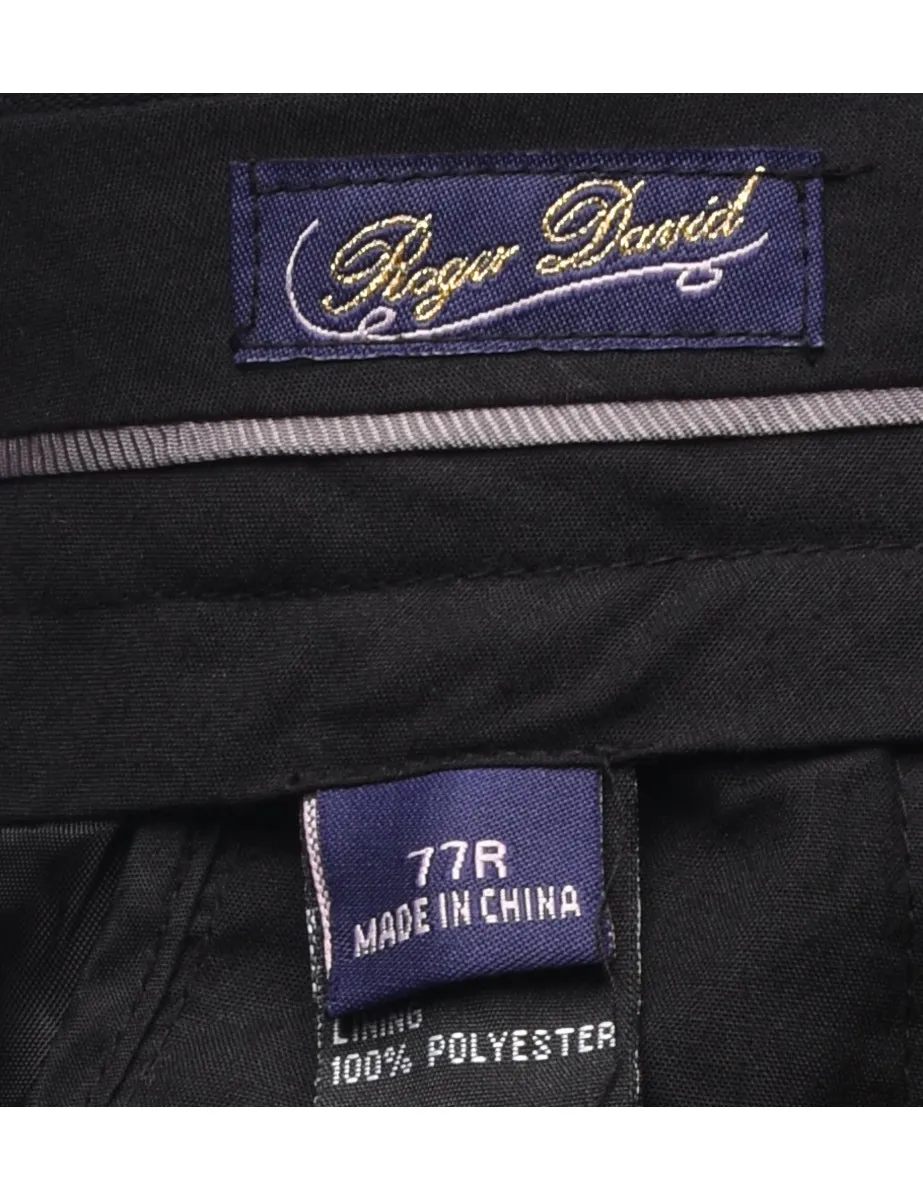 Roger David
77R
MADE IN CHINA
LINING
100% POLYESTER